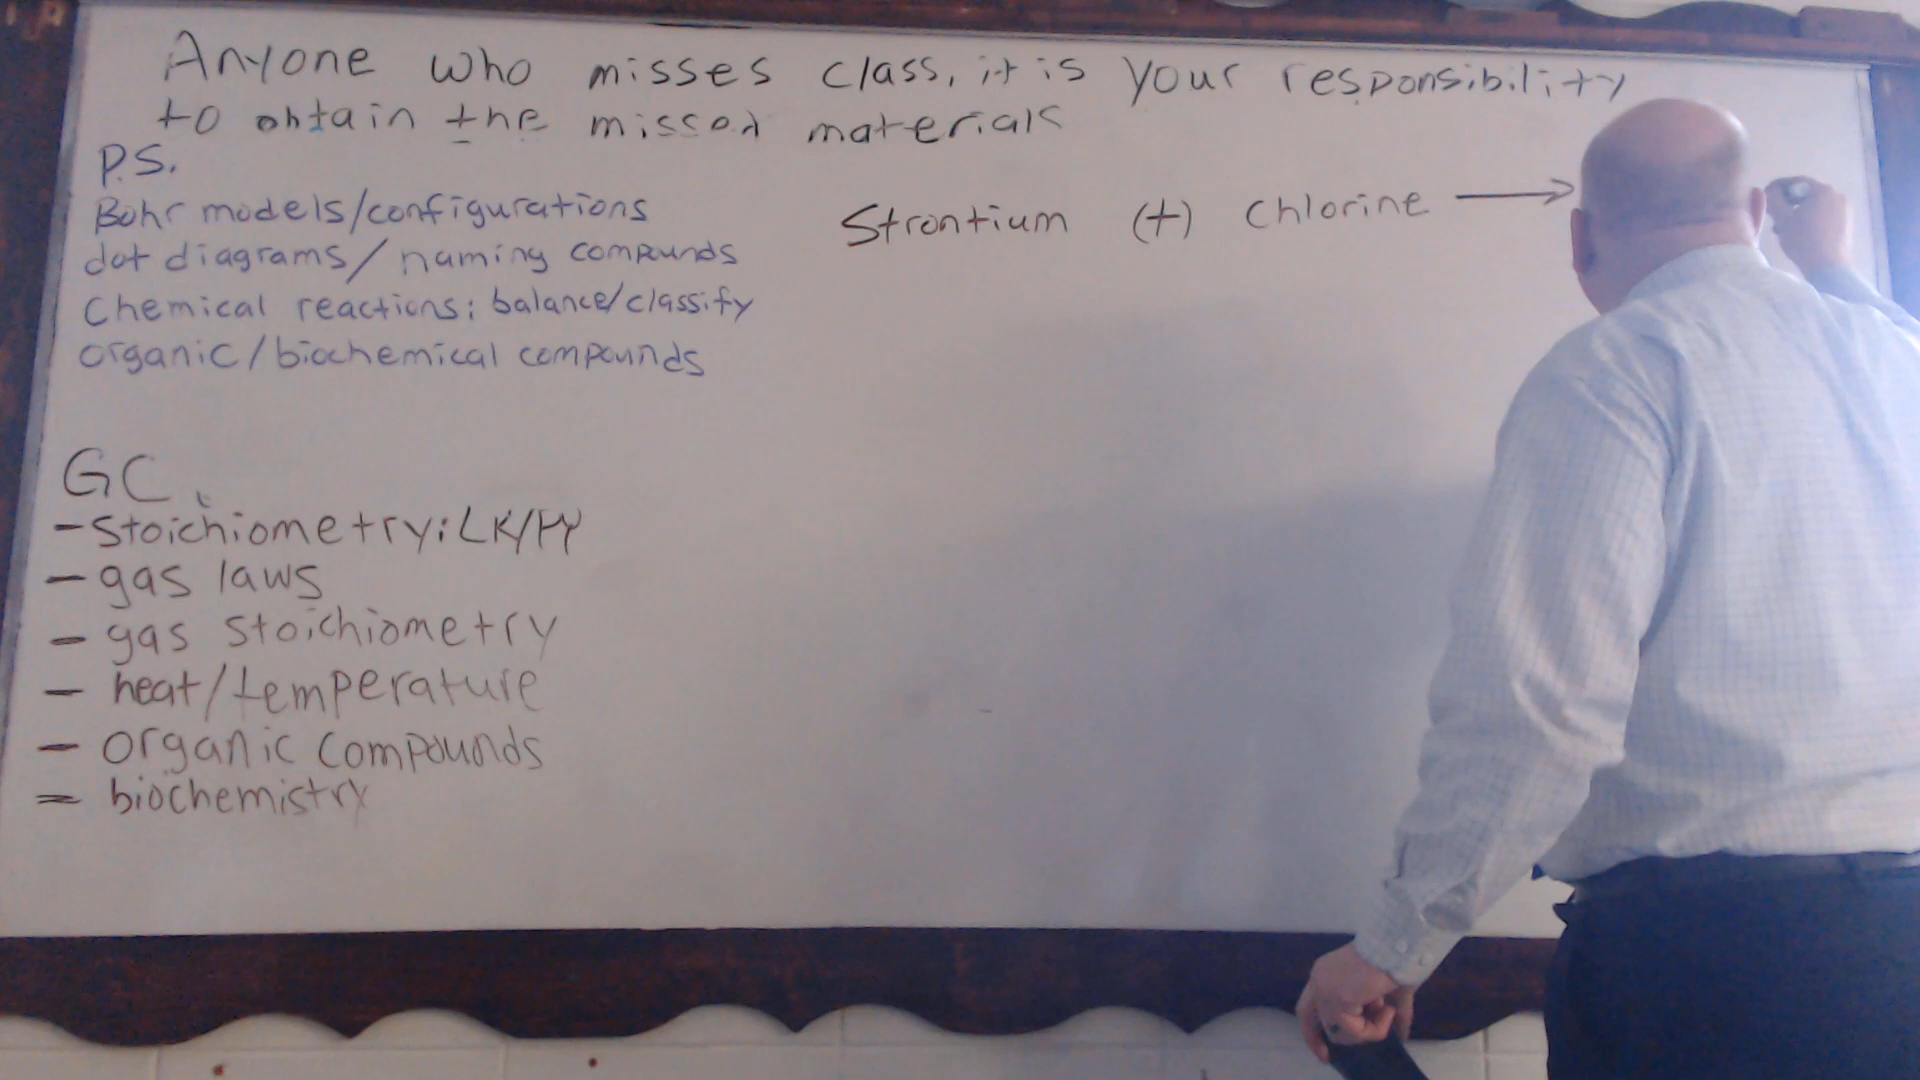 Anyone who misses class, it is your responsibility
to obtain the missed materials
P.S.
Bohr models/configurations
dot diagrams/naming compounds
Chemical reactions: balance/classify
organic/biochemical compounds
Strontium (+) Chlorine →
GC
- Stoichiometry:
- gas laws
- gas stoichiometry
- heat/temperature
- organic compounds
= biochemistry